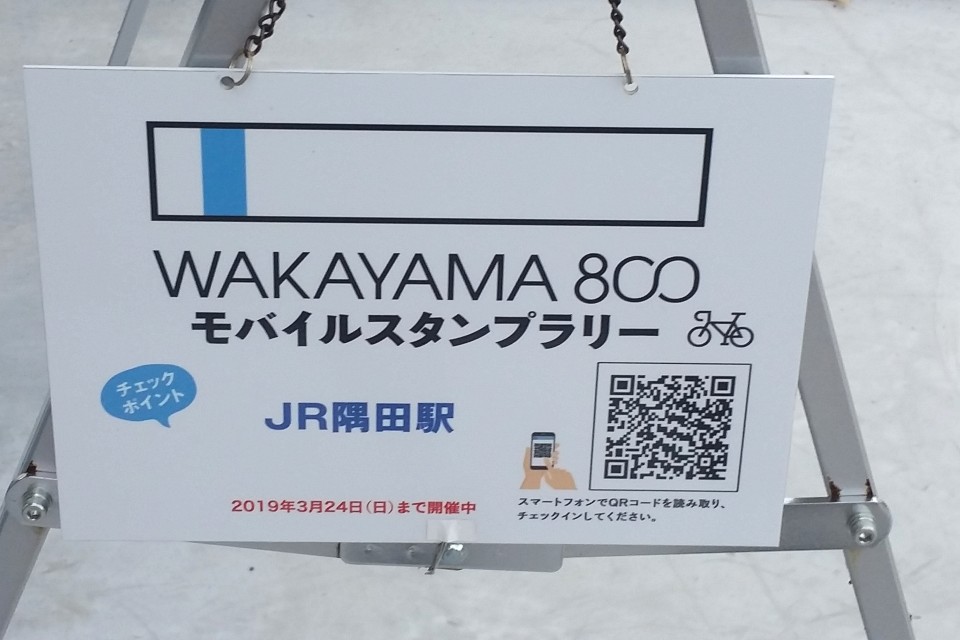 WAKAYAMA 800
モバイルスタンプラリー
チェック
ポイント
JR隅田駅
2019年3月24日(日)まで開催中
スマートフォンでQRコードを読み取り、
チェックインしてください。